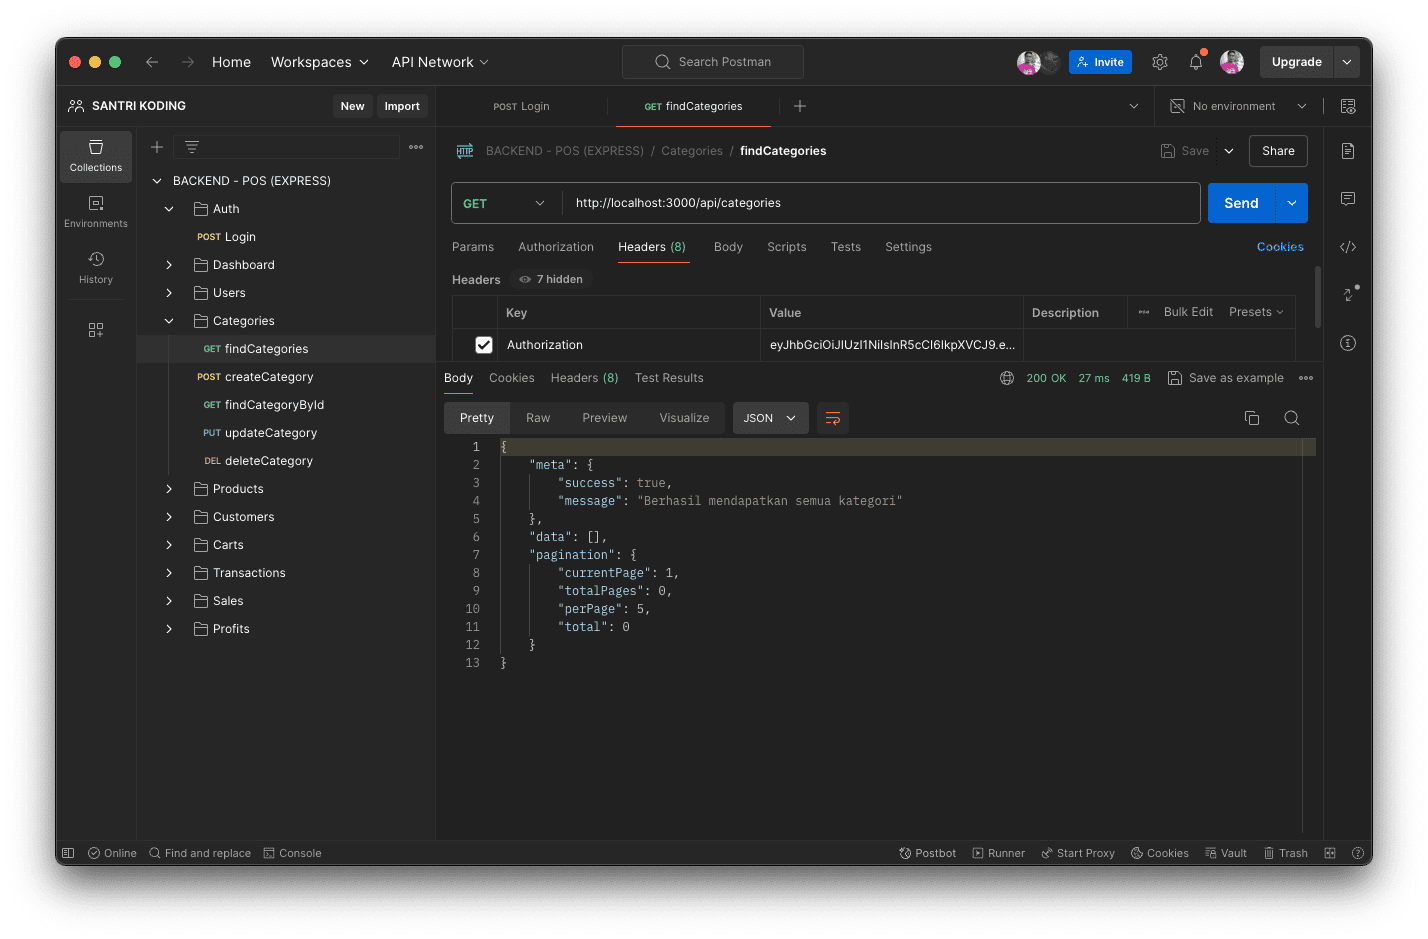 Home Workspaces API Network Search Postman Invite Upgrade
SANTRI KODING New Import POST Login GET findCategories No environment
Collections
Environments
History
BACKEND - POS (EXPRESS)
Auth
POST Login
Dashboard
Users
Categories
GET findCategories
POST createCategory
GET findCategoryById
PUT updateCategory
DEL deleteCategory
Products
Customers
Carts
Transactions
Sales
Profits
HTTP BACKEND - POS (EXPRESS) / Categories / findCategories Save Share
GET http://localhost:3000/api/categories Send
Params Authorization Headers (8) Body Scripts Tests Settings Cookies
Headers 7 hidden
Key Value Description Bulk Edit Presets
Authorization eyJhbGciOiJIUzI1NiIsInR5cCI6IkpXVCJ9.e...
Body Cookies Headers (8) Test Results 200 OK 27 ms 419 B Save as example
Pretty Raw Preview Visualize JSON
1 {
2 "meta": {
3 "success": true,
4 "message": "Berhasil mendapatkan semua kategori"
5 },
6 "data": [],
7 "pagination": {
8 "currentPage": 1,
9 "totalPages": 0,
10 "perPage": 5,
11 "total": 0
12 }
13 }
Online Find and replace Console Postbot Runner Start Proxy Cookies Vault Trash